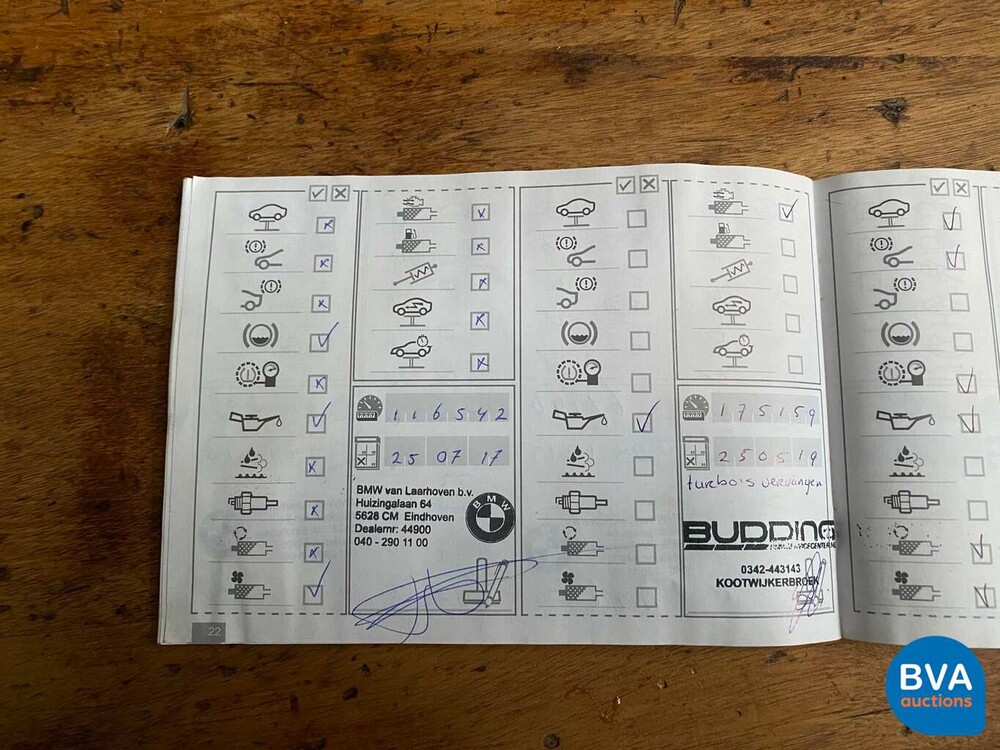 116542
25 07 17
BMW van Laarhoven b.v.
Huizingalaan 64
5628 CM Eindhoven
Dealernr: 44900
040 - 290 11 00
BMW
22
175159
250519
turbo's vervangen
BUDDING
0342-443143
KOOTWIJKERBROEK
BVA
auctions